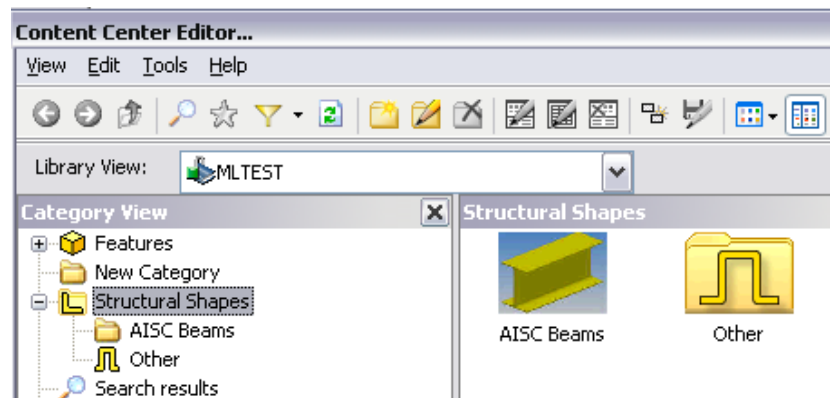 Content Center Editor...
View Edit Tools Help
Library View: MLTEST
Category View
Features
New Category
Structural Shapes
AISC Beams
Other
Search results
Structural Shapes
AISC Beams Other